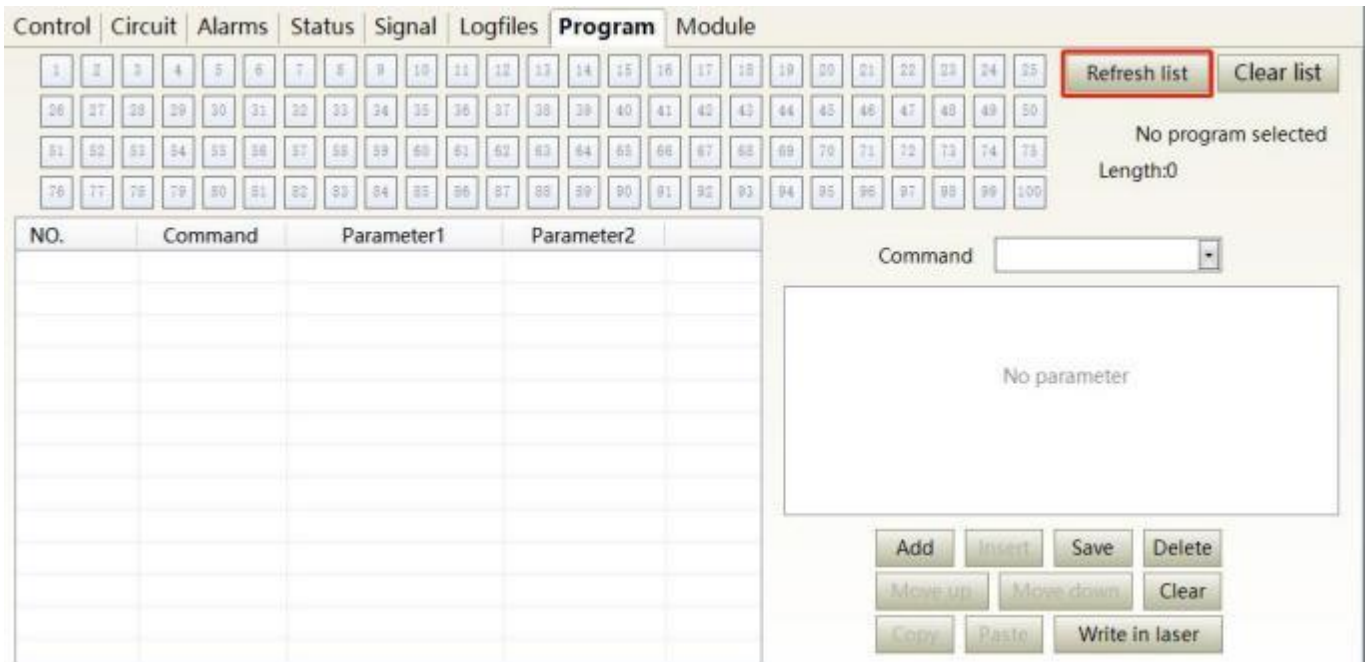 Control Circuit Alarms Status Signal Logfiles Program Module
1 2 3 4 5 6 7 8 9 10 11 12 13 14 15 16 17 18 19 20 21 22 23 24 25 Refresh list Clear list
26 27 28 29 30 31 32 33 34 35 36 37 38 39 40 41 42 43 44 45 46 47 48 49 50
No program selected
51 52 53 54 55 56 57 58 59 60 61 62 63 64 65 66 67 68 69 70 71 72 73 74 75
Length:0
76 77 78 79 80 81 82 83 84 85 86 87 88 89 90 91 92 93 94 95 96 97 98 99 100
NO. Command Parameter1 Parameter2
Command
No parameter
Add Insert Save Delete
Move up Move down Clear
Copy Paste Write in laser